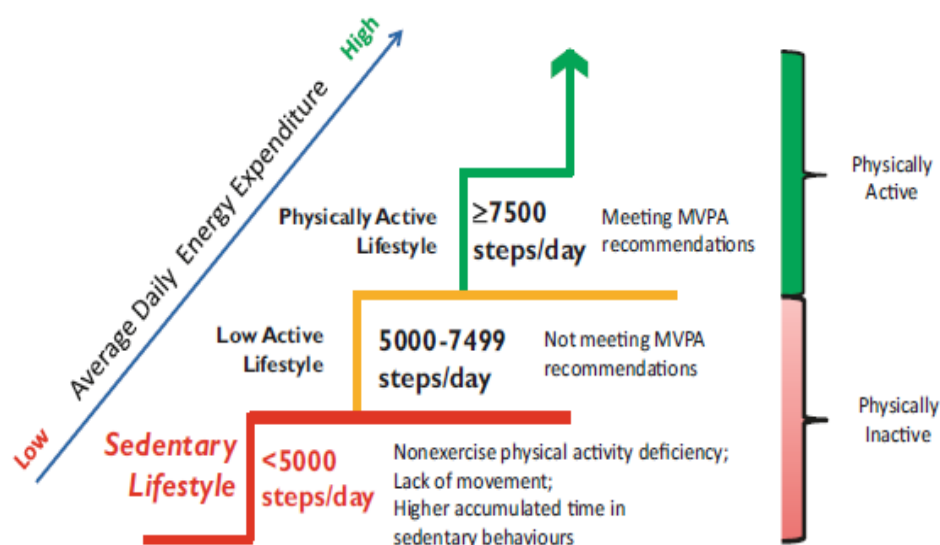 High
Average Daily Energy Expenditure
Low
Physically Active
Lifestyle
≥7500
steps/day
Meeting MVPA
recommendations
Physically
Active
Low Active
Lifestyle
5000-7499
steps/day
Not meeting MVPA
recommendations
Physically
Inactive
Sedentary
Lifestyle
<5000
steps/day
Nonexercise physical activity deficiency;
Lack of movement;
Higher accumulated time in
sedentary behaviours